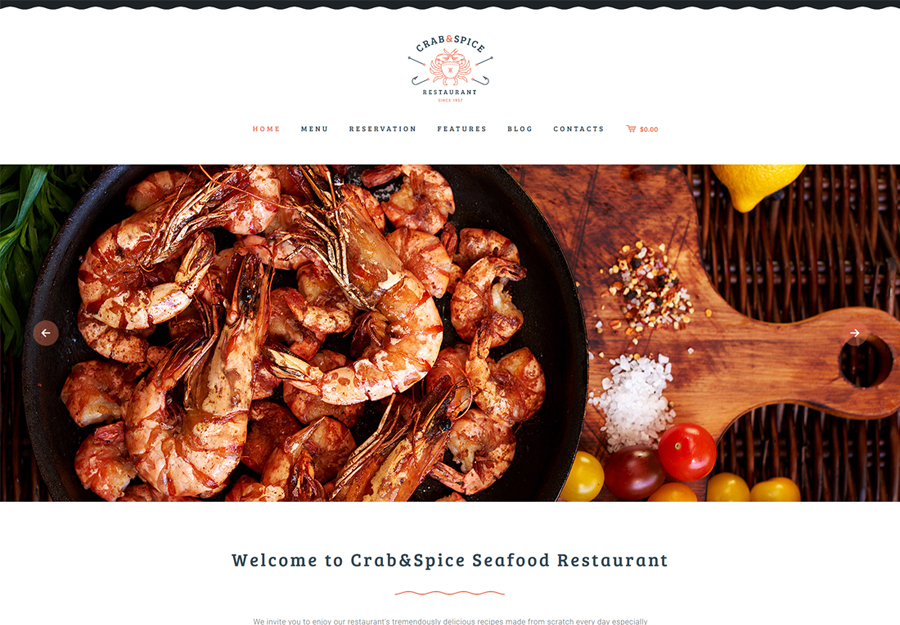 CRAB&SPICE
RESTAURANT
SINCE 1957
HOME MENU RESERVATION FEATURES BLOG CONTACTS $0.00
Welcome to Crab&Spice Seafood Restaurant
We invite you to enjoy our restaurant's tremendously delicious recipes made from scratch every day especially